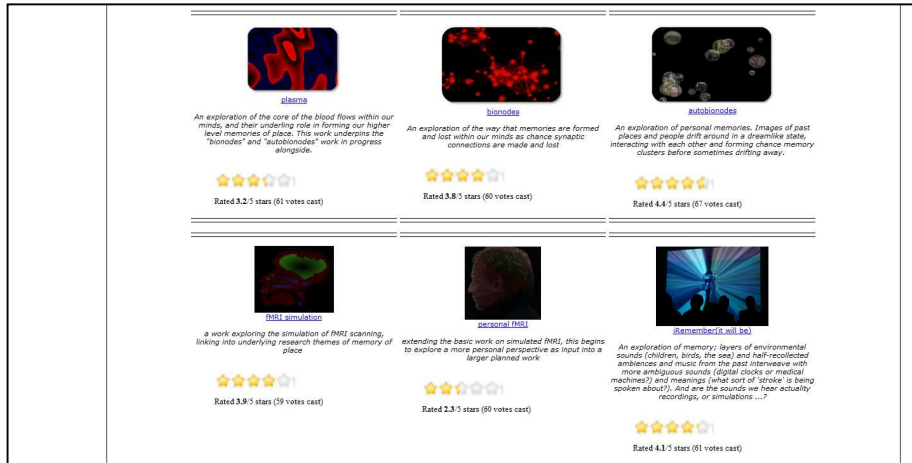 plasma
An exploration of the core of the blood flows within our
minds, and their underling role in forming our higher
level memories of place. This work underpins the
"bionodes" and "autobionodes" work in progress
alongside.
Rated 3.2/5 stars (61 votes cast)
bionodes
An exploration of the way that memories are formed
and lost within our minds as chance synaptic
connections are made and lost
Rated 3.8/5 stars (60 votes cast)
autobionodes
An exploration of personal memories. Images of past
places and people drift around in a dreamlike state,
interacting with each other and forming chance memory
clusters before sometimes drifting away.
Rated 4.4/5 stars (67 votes cast)
fMRI simulation
a work exploring the simulation of fMRI scanning,
linking into underlying research themes of memory of
place
Rated 3.9/5 stars (59 votes cast)
personal fMRI
extending the basic work on simulated fMRI, this begins
to explore a more personal perspective as input into a
larger planned work
Rated 2.3/5 stars (60 votes cast)
iRemember(it will be)
An exploration of memory; layers of environmental
sounds (children, birds, the sea) and half-recollected
ambiences and music from the past interweave with
more ambiguous sounds (digital clocks or medical
machines?) and meanings (what sort of 'stroke' is being
spoken about?). And are the sounds we hear actuality
recordings, or simulations ...?
Rated 4.1/5 stars (61 votes cast)